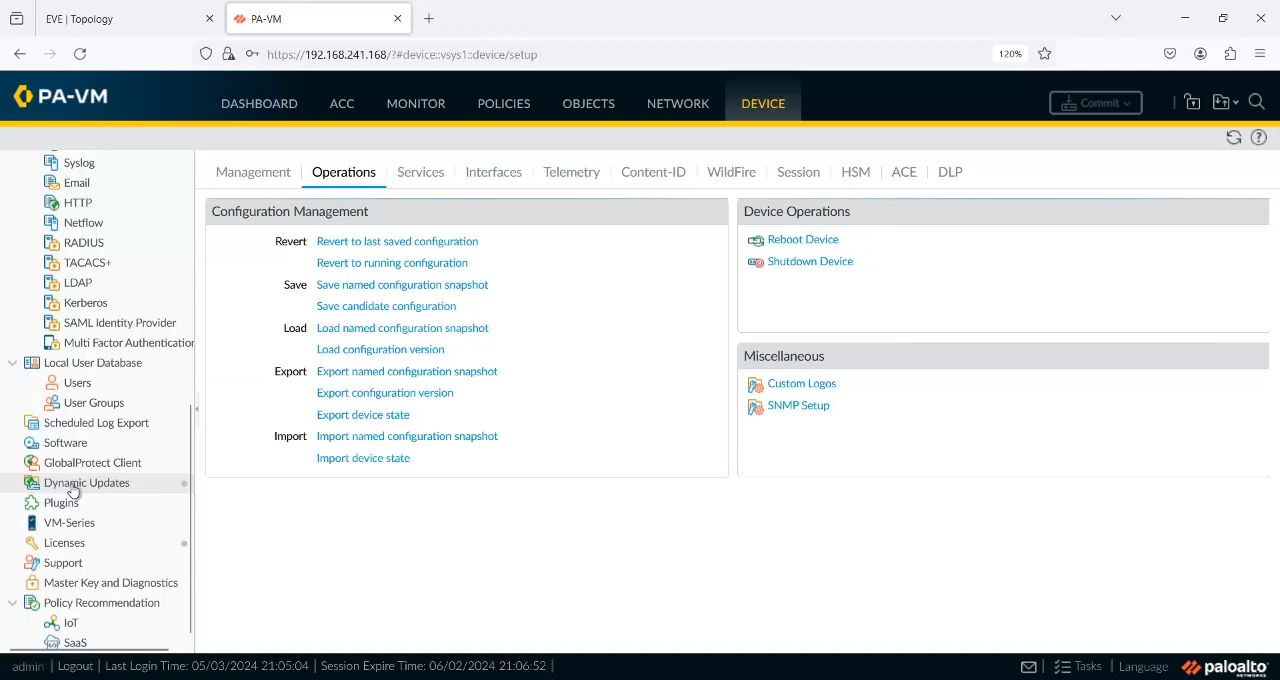 EVE | Topology
PA-VM
https://192.168.241.168/?#device::vsys1::device/setup
120%
PA-VM
DASHBOARD
ACC
MONITOR
POLICIES
OBJECTS
NETWORK
DEVICE
Commit
Syslog
Email
HTTP
Netflow
RADIUS
TACACS+
LDAP
Kerberos
SAML Identity Provider
Multi Factor Authentication
Local User Database
Users
User Groups
Scheduled Log Export
Software
GlobalProtect Client
Dynamic Updates
Plugins
VM-Series
Licenses
Support
Master Key and Diagnostics
Policy Recommendation
IoT
SaaS
Management
Operations
Services
Interfaces
Telemetry
Content-ID
WildFire
Session
HSM
ACE
DLP
Configuration Management
Revert Revert to last saved configuration
Revert to running configuration
Save Save named configuration snapshot
Save candidate configuration
Load Load named configuration snapshot
Load configuration version
Export Export named configuration snapshot
Export configuration version
Export device state
Import Import named configuration snapshot
Import device state
Device Operations
Reboot Device
Shutdown Device
Miscellaneous
Custom Logos
SNMP Setup
admin | Logout | Last Login Time: 05/03/2024 21:05:04 | Session Expire Time: 06/02/2024 21:06:52 |
Tasks | Language
paloalto
NETWORKS